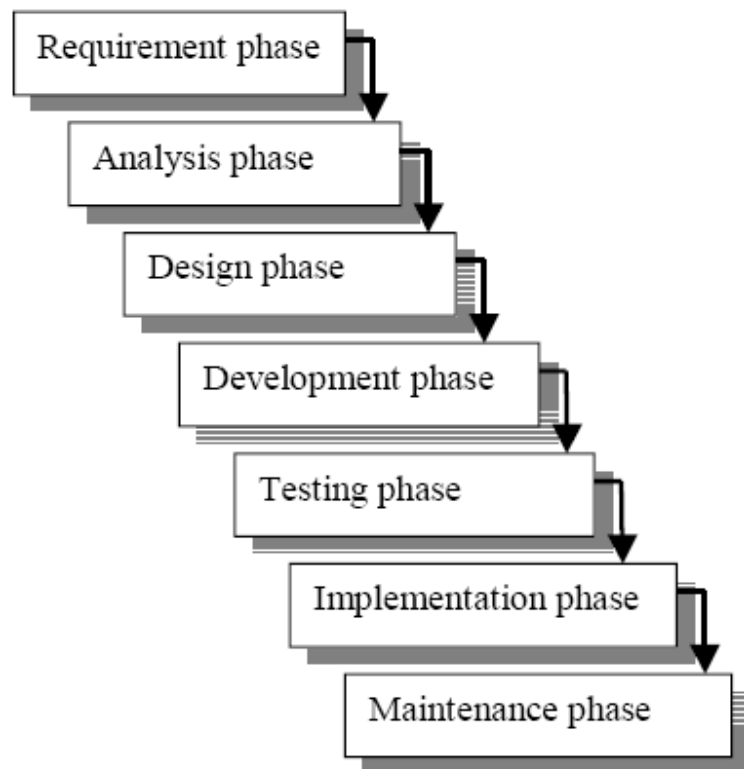 Requirement phase
Analysis phase
Design phase
Development phase
Testing phase
Implementation phase
Maintenance phase